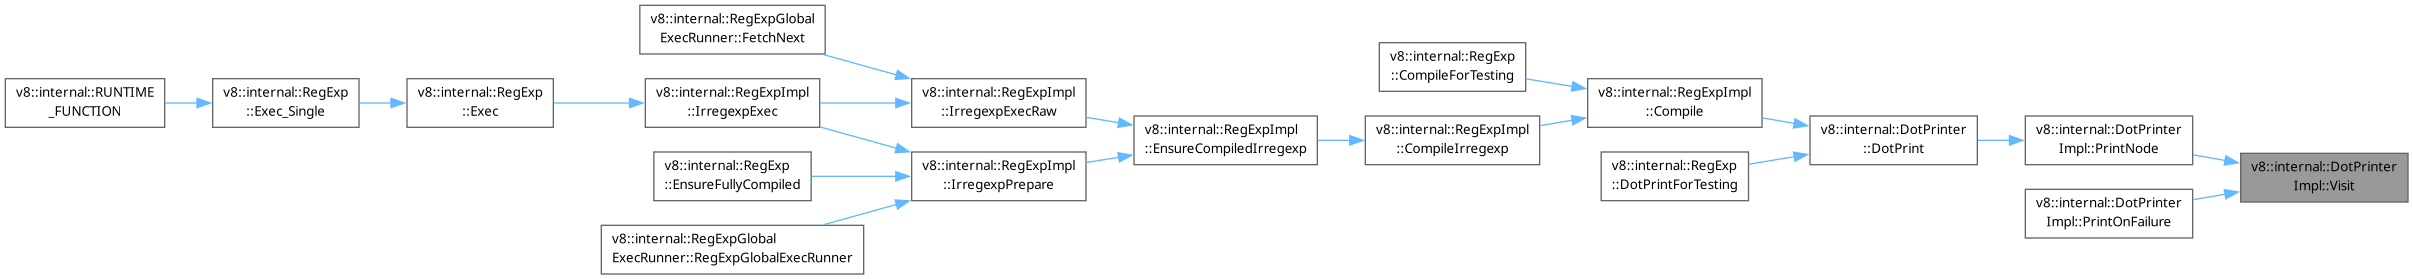 v8::internal::RegExpGlobal
ExecRunner::FetchNext
v8::internal::RUNTIME
_FUNCTION
v8::internal::RegExp
::Exec_Single
v8::internal::RegExp
::Exec
v8::internal::RegExpImpl
::IrregexpExec
v8::internal::RegExpImpl
::IrregexpExecRaw
v8::internal::RegExp
::EnsureFullyCompiled
v8::internal::RegExpImpl
::IrregexpPrepare
v8::internal::RegExpGlobal
ExecRunner::RegExpGlobalExecRunner
v8::internal::RegExpImpl
::EnsureCompiledIrregexp
v8::internal::RegExp
::CompileForTesting
v8::internal::RegExpImpl
::CompileIrregexp
v8::internal::RegExpImpl
::Compile
v8::internal::RegExp
::DotPrintForTesting
v8::internal::DotPrinter
::DotPrint
v8::internal::DotPrinter
Impl::PrintNode
v8::internal::DotPrinter
Impl::PrintOnFailure
v8::internal::DotPrinter
Impl::Visit